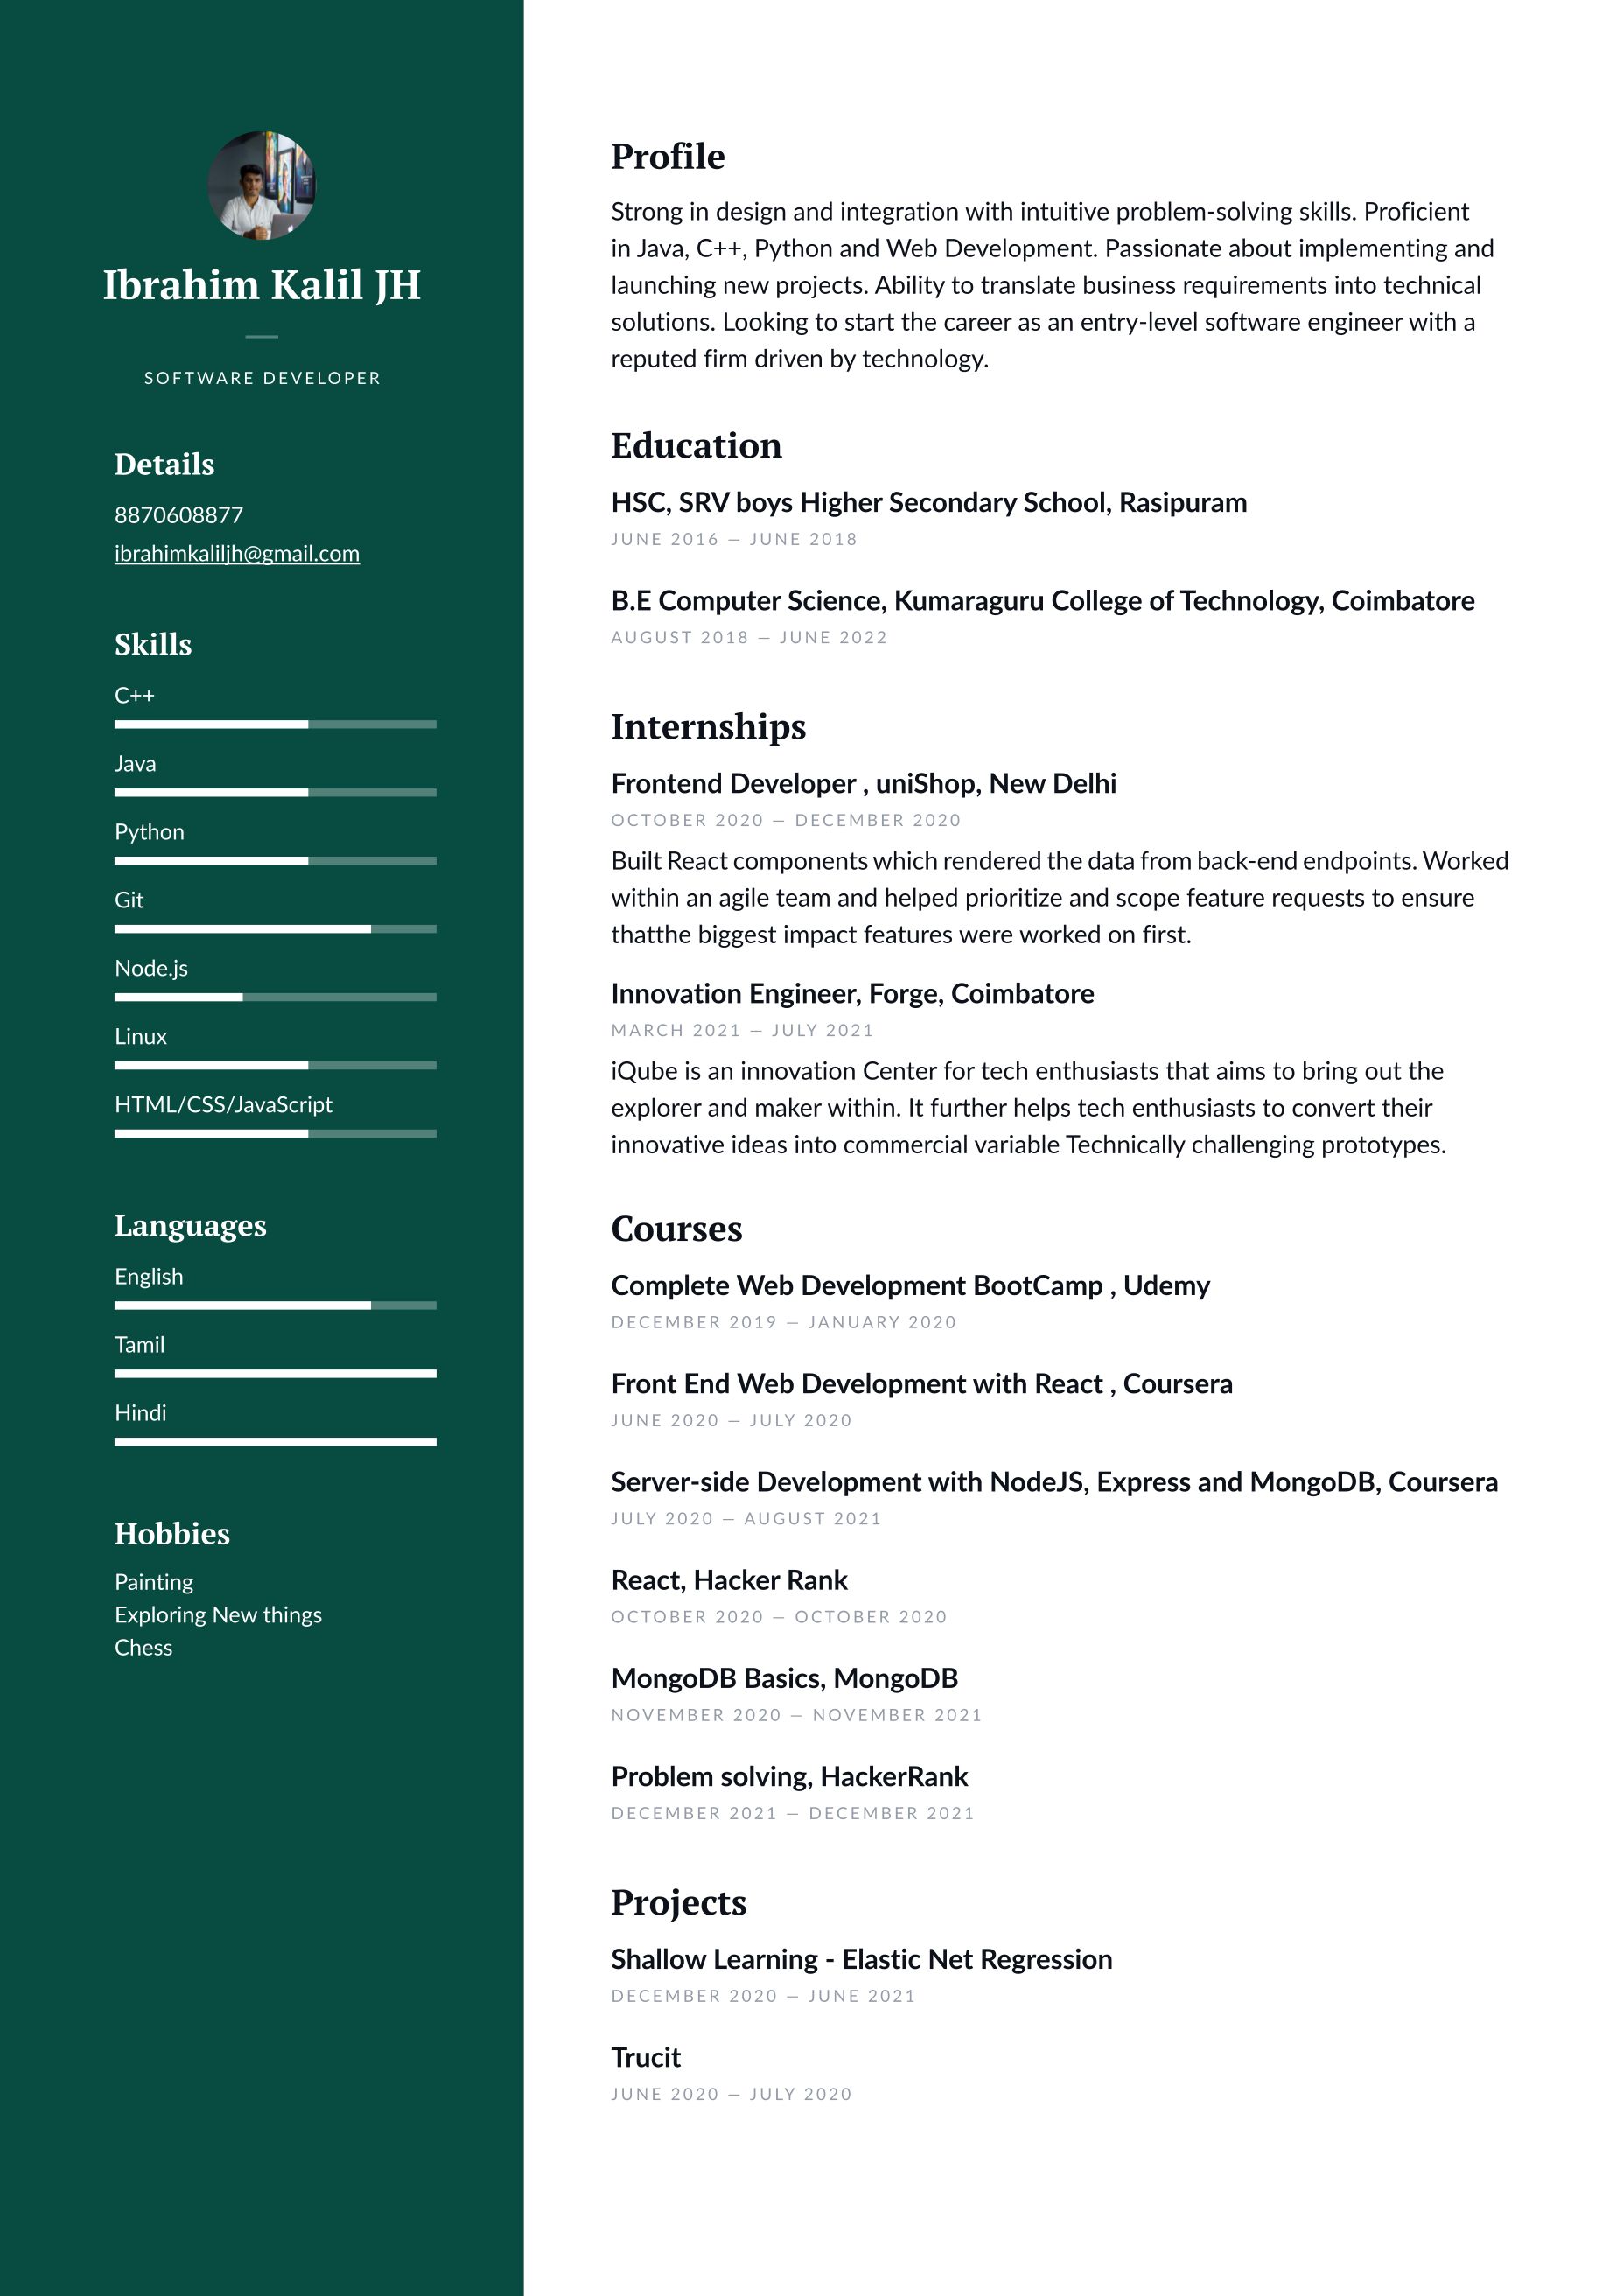 Ibrahim Kalil JH
SOFTWARE DEVELOPER
Details
8870608877
ibrahimkaliljh@gmail.com
Skills
C++
Java
Python
Git
Node.js
Linux
HTML/CSS/JavaScript
Languages
English
Tamil
Hindi
Hobbies
Painting
Exploring New things
Chess
Profile
Strong in design and integration with intuitive problem-solving skills. Proficient
in Java, C++, Python and Web Development. Passionate about implementing and
launching new projects. Ability to translate business requirements into technical
solutions. Looking to start the career as an entry-level software engineer with a
reputed firm driven by technology.
Education
HSC, SRV boys Higher Secondary School, Rasipuram
JUNE 2016 — JUNE 2018
B.E Computer Science, Kumaraguru College of Technology, Coimbatore
AUGUST 2018 — JUNE 2022
Internships
Frontend Developer , uniShop, New Delhi
OCTOBER 2020 — DECEMBER 2020
Built React components which rendered the data from back-end endpoints. Worked
within an agile team and helped prioritize and scope feature requests to ensure
thatthe biggest impact features were worked on first.
Innovation Engineer, Forge, Coimbatore
MARCH 2021 — JULY 2021
iQube is an innovation Center for tech enthusiasts that aims to bring out the
explorer and maker within. It further helps tech enthusiasts to convert their
innovative ideas into commercial variable Technically challenging prototypes.
Courses
Complete Web Development BootCamp , Udemy
DECEMBER 2019 — JANUARY 2020
Front End Web Development with React , Coursera
JUNE 2020 — JULY 2020
Server-side Development with NodeJS, Express and MongoDB, Coursera
JULY 2020 — AUGUST 2021
React, Hacker Rank
OCTOBER 2020 — OCTOBER 2020
MongoDB Basics, MongoDB
NOVEMBER 2020 — NOVEMBER 2021
Problem solving, HackerRank
DECEMBER 2021 — DECEMBER 2021
Projects
Shallow Learning - Elastic Net Regression
DECEMBER 2020 — JUNE 2021
Trucit
JUNE 2020 — JULY 2020